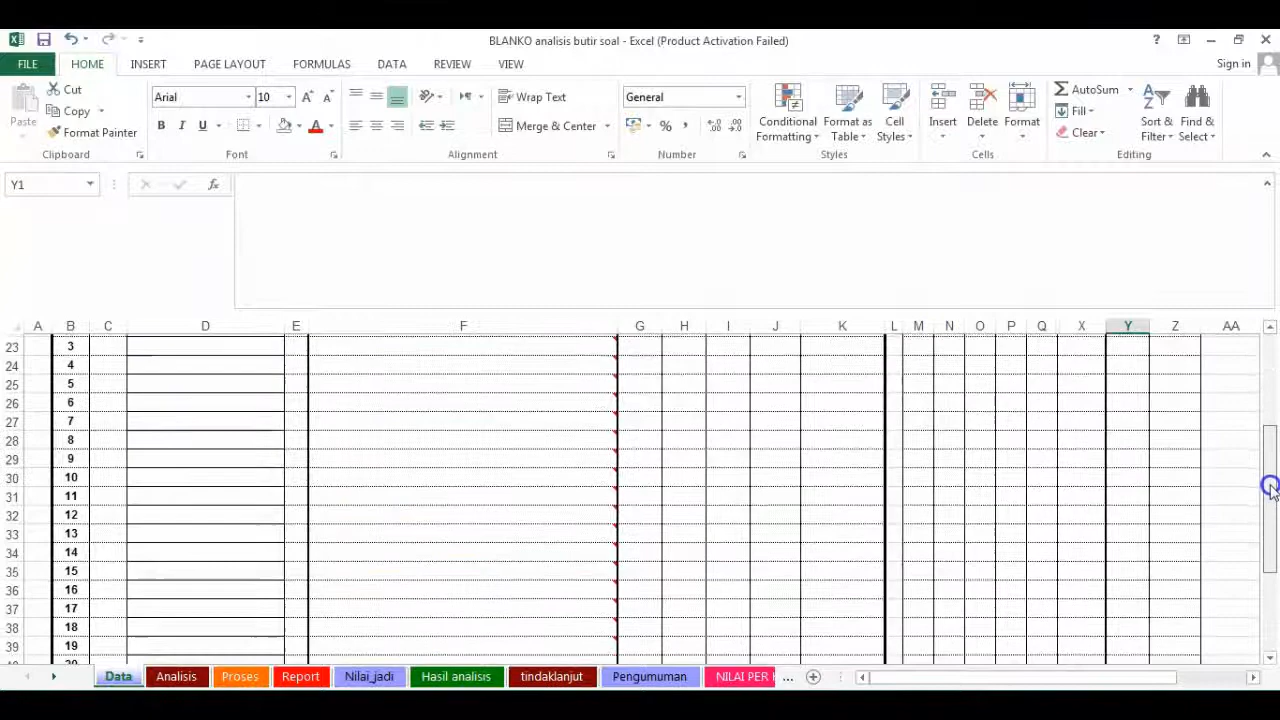 BLANKO analisis butir soal - Excel (Product Activation Failed)
FILE HOME INSERT PAGE LAYOUT FORMULAS DATA REVIEW VIEW Sign in
Paste Cut Copy Format Painter Clipboard
Arial 10 Font
Wrap Text Merge & Center Alignment
General Number
Conditional Formatting Format as Table Cell Styles Styles
Insert Delete Format Cells
AutoSum Fill Clear Sort & Filter Find & Select Editing
Y1 fx
A B C D E F G H I J K L M N O P Q X Y Z AA
23 3
24 4
25 5
26 6
27 7
28 8
29 9
30 10
31 11
32 12
33 13
34 14
35 15
36 16
37 17
38 18
39 19
Data Analisis Proses Report Nilai_jadi Hasil analisis tindaklanjut Pengumuman NILAI PER ...